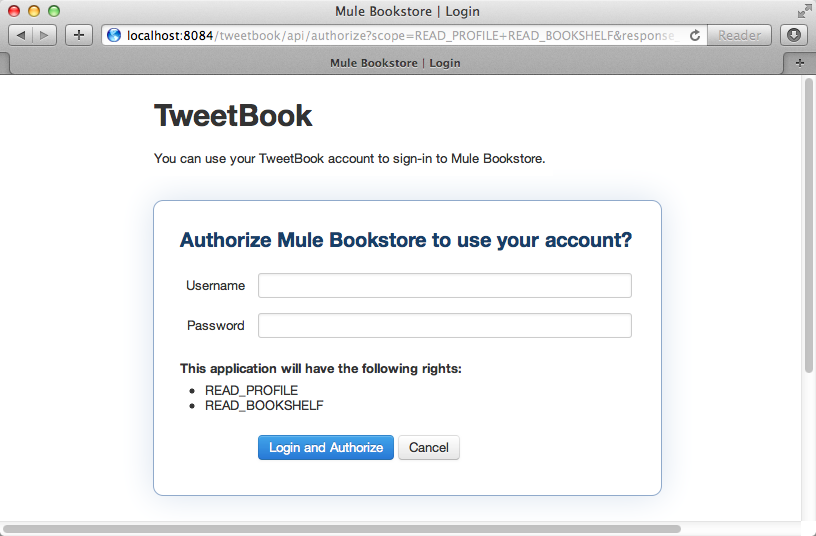 Mule Bookstore | Login
localhost:8084/tweetbook/api/authorize?scope=READ_PROFILE+READ_BOOKSHELF&response_
Reader
Mule Bookstore | Login
TweetBook
You can use your TweetBook account to sign-in to Mule Bookstore.
Authorize Mule Bookstore to use your account?
Username
Password
This application will have the following rights:
• READ_PROFILE
• READ_BOOKSHELF
Login and Authorize Cancel